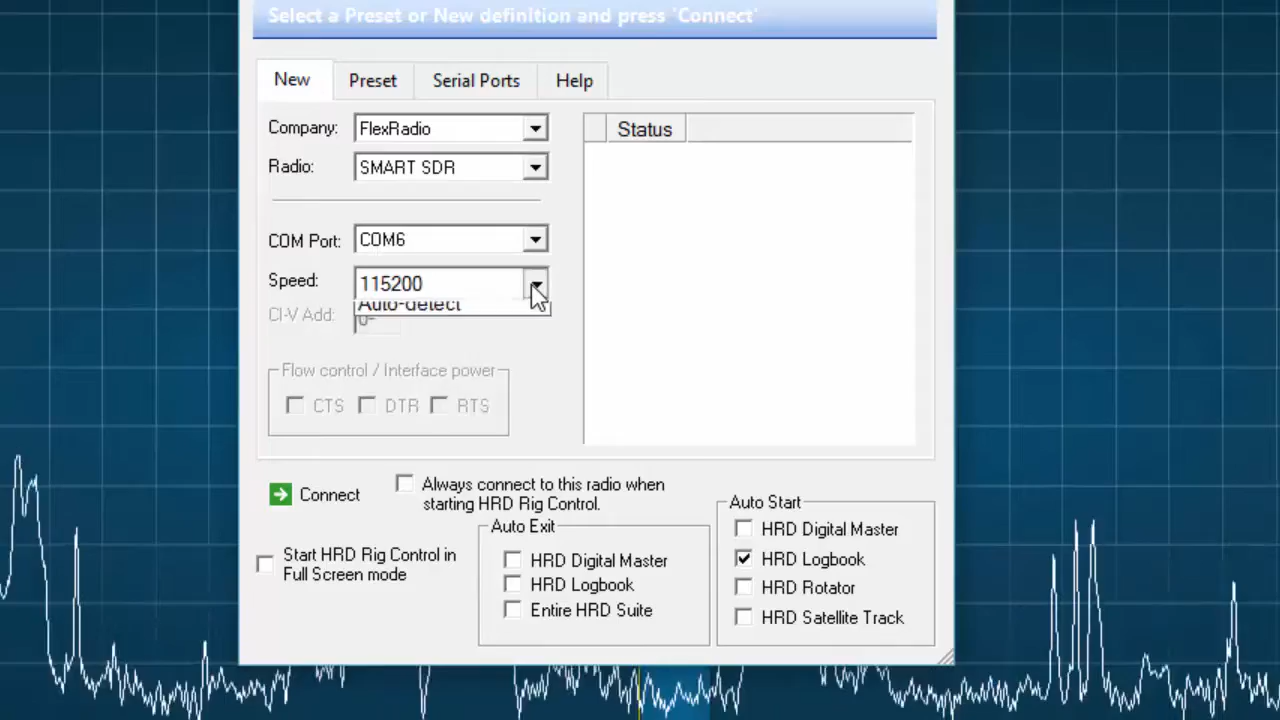 Select a Preset or New definition and press 'Connect'
New Preset Serial Ports Help
Company: FlexRadio
Status
Radio: SMART SDR
COM Port: COM6
Speed: 115200
Auto-detect
CI-V Add:
Flow control / Interface power
CTS DTR RTS
Connect
Always connect to this radio when
starting HRD Rig Control.
Start HRD Rig Control in
Full Screen mode
Auto Exit
HRD Digital Master
HRD Logbook
Entire HRD Suite
Auto Start
HRD Digital Master
HRD Logbook
HRD Rotator
HRD Satellite Track